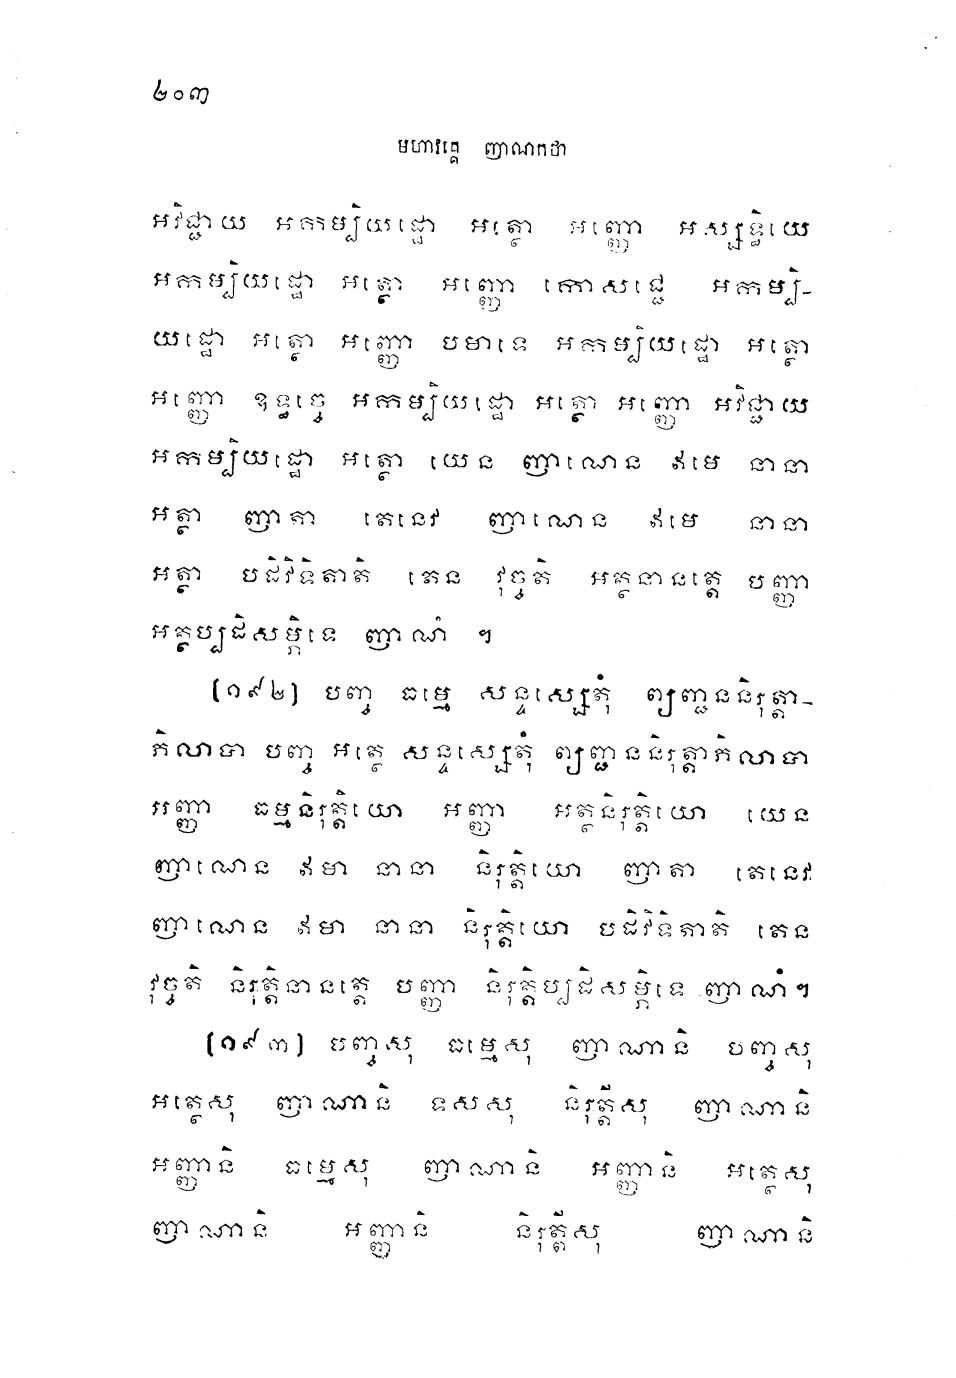 ២០៣
មហាវគ្គេ ញាណកថា
អវិជ្ជាយ អកម្បិយដ្ឋោ អត្ថោ អញ្ញោ អស្សទ្ធិយេ
អកម្បិយដ្ឋោ អត្ថោ អញ្ញោ កោសជ្ជេ អកម្បិ-
យដ្ឋោ អត្ថោ អញ្ញោ បមាទេ អកម្បិយដ្ឋោ អត្ថោ
អញ្ញោ ឧទ្ធច្ចេ អកម្បិយដ្ឋោ អត្ថោ អញ្ញោ អវិជ្ជាយ
អកម្បិយដ្ឋោ អត្ថោ យេន ញាណេន ឥមេ នានា
អត្ថា ញាតា តេនេវ ញាណេន ឥមេ នានា
អត្ថា បដិវិទិតាតិ តេន វុច្ចតិ អត្ថនានត្តេ បញ្ញា
អត្ថប្បដិសម្ភិទេ ញាណំ ។
(១៩២) បញ្ច ធម្មេ សន្ទស្សេតុំ ព្យញ្ជននិរុត្តា-
ភិលាបា បញ្ច អត្ថេ សន្ទស្សេតុំ ព្យញ្ជននិរុត្តាភិលាបា
អញ្ញា ធម្មនិរុត្តិយោ អញ្ញា អត្ថនិរុត្តិយោ យេន
ញាណេន ឥមា នានា និរុត្តិយោ ញាតា តេនេវ
ញាណេន ឥមា នានា និរុត្តិយោ បដិវិទិតាតិ តេន
វុច្ចតិ និរុត្តិនានត្តេ បញ្ញា និរុត្តិប្បដិសម្ភិទេ ញាណំ។
(១៩៣) បញ្ចសុ ធម្មេសុ ញាណានិ បញ្ចសុ
អត្ថេសុ ញាណានិ ទសសុ និរុត្តីសុ ញាណានិ
អញ្ញានិ ធម្មេសុ ញាណានិ អញ្ញានិ អត្ថេសុ
ញាណានិ អញ្ញានិ និរុត្តីសុ ញាណានិ